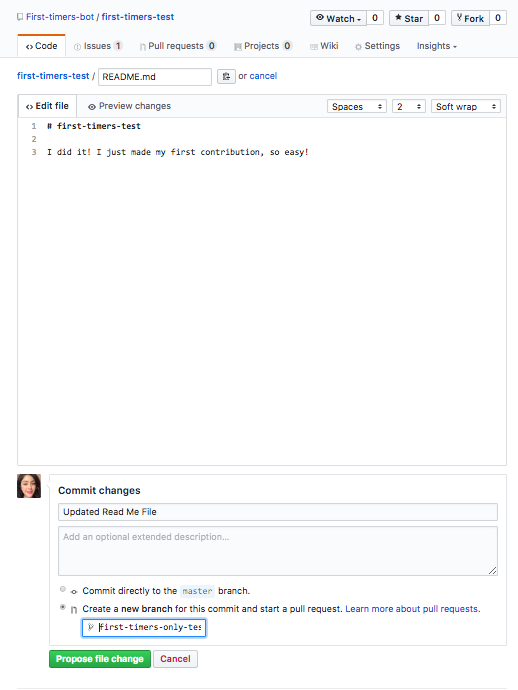 First-timers-bot / first-timers-test
Watch 0 Star 0 Fork 0
Code Issues 1 Pull requests 0 Projects 0 Wiki Settings Insights
first-timers-test / README.md or cancel
Edit file Preview changes Spaces 2 Soft wrap
1 # first-timers-test
2
3 I did it! I just made my first contribution, so easy!
Commit changes
Updated Read Me File
Add an optional extended description...
Commit directly to the master branch.
Create a new branch for this commit and start a pull request. Learn more about pull requests.
first-timers-only-tes
Propose file change Cancel